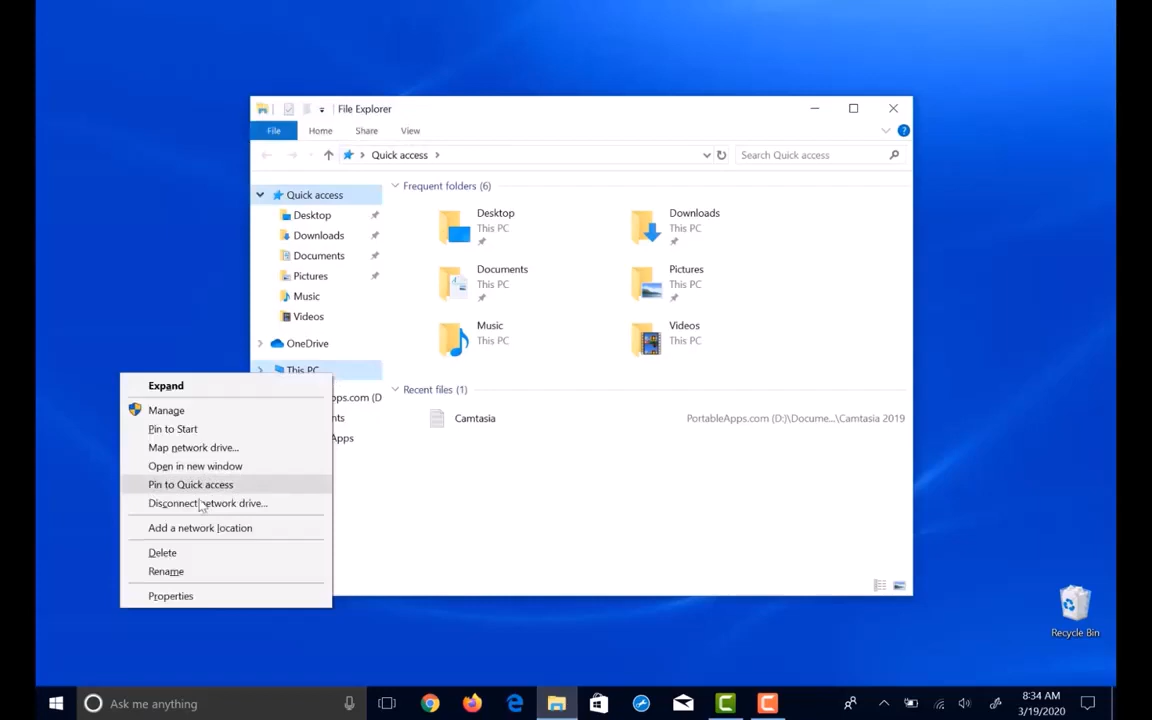 File Explorer
File
Home
Share
View
Quick access
Search Quick access
Quick access
Desktop
Downloads
Documents
Pictures
Music
Videos
OneDrive
This PC
Frequent folders (6)
Desktop
This PC
Downloads
This PC
Documents
This PC
Pictures
This PC
Music
This PC
Videos
This PC
Recent files (1)
Camtasia
PortableApps.com (D:)\Docume...\Camtasia 2019
pps.com (D
nts
Apps
Expand
Manage
Pin to Start
Map network drive...
Open in new window
Pin to Quick access
Disconnect network drive...
Add a network location
Delete
Rename
Properties
Recycle Bin
Ask me anything
8:34 AM
3/19/2020